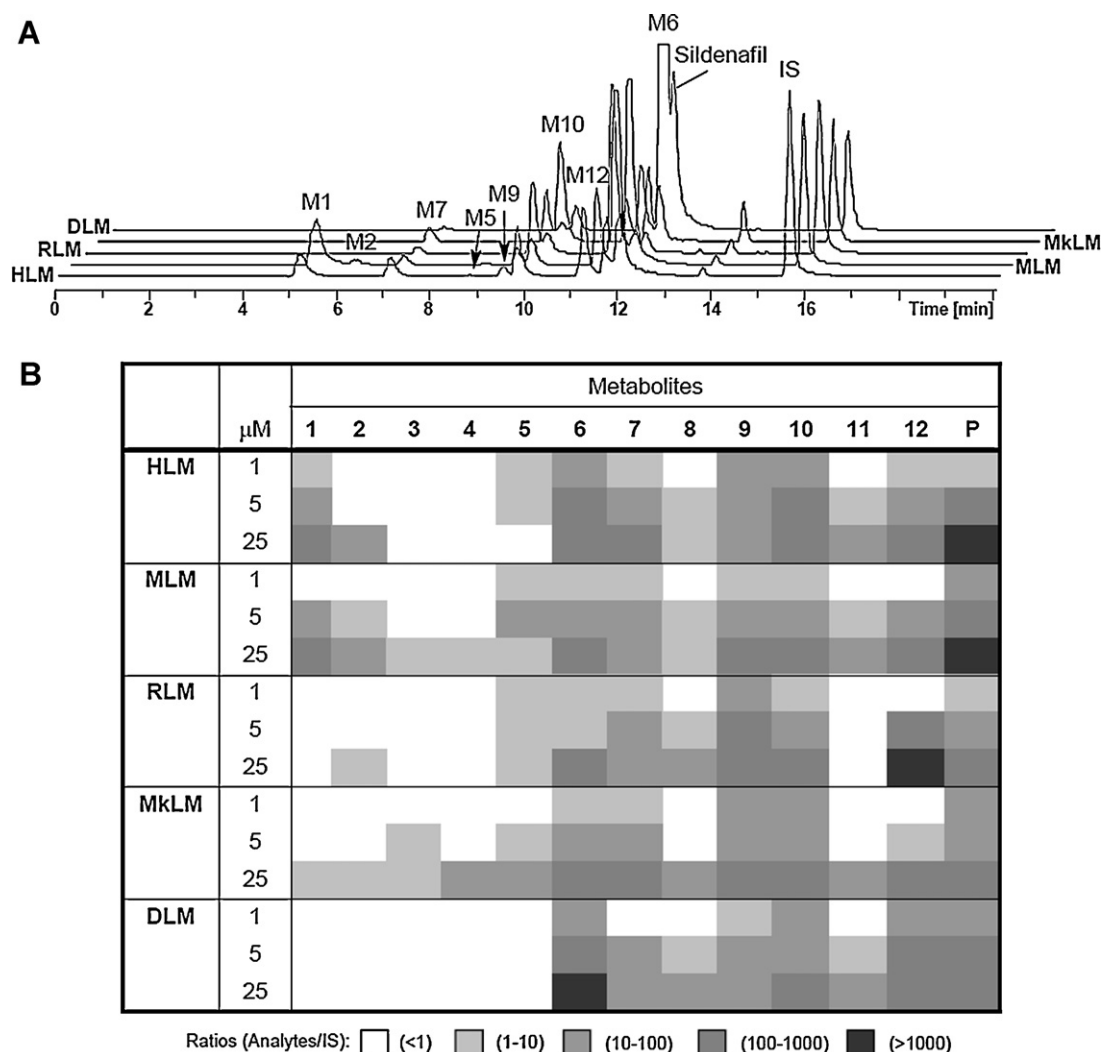 A
M6
Sildenafil
IS
M10
M12
M9
M1
M7
M5
DLM
M2
MkLM
RLM
MLM
HLM
0 2 4 6 8 10 12 14 16 Time [min]
B
Metabolites
µM 1 2 3 4 5 6 7 8 9 10 11 12 P
HLM 1
5
25
MLM 1
5
25
RLM 1
5
25
MkLM 1
5
25
DLM 1
5
25
Ratios (Analytes/IS): (<1) (1-10) (10-100) (100-1000) (>1000)